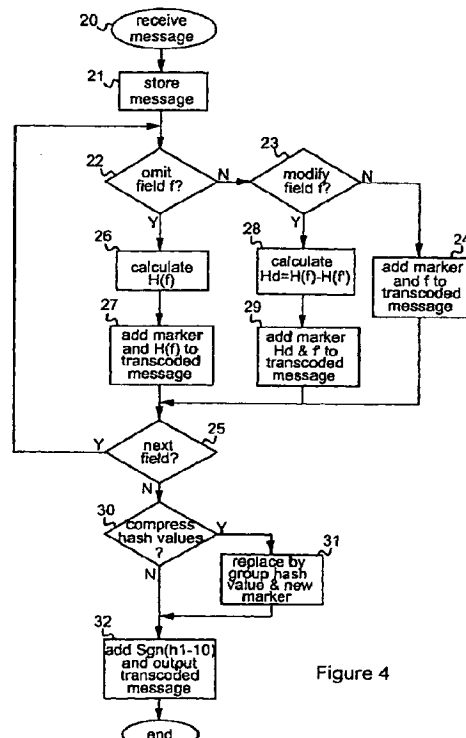 20
receive
message
21
store
message
22
omit
field f?
N
Y
23
modify
field f?
N
Y
24
add marker
and f to
transcoded
message
26
calculate
H(f)
28
calculate
Hd=H(f)-H(f')
27
add marker
and H(f) to
transcoded
message
29
add marker
Hd & f' to
transcoded
message
25
next
field?
Y
N
30
compress
hash values
?
Y
N
31
replace by
group hash
value & new
marker
32
add Sgn(h1-10)
and output
transcoded
message
end
Figure 4